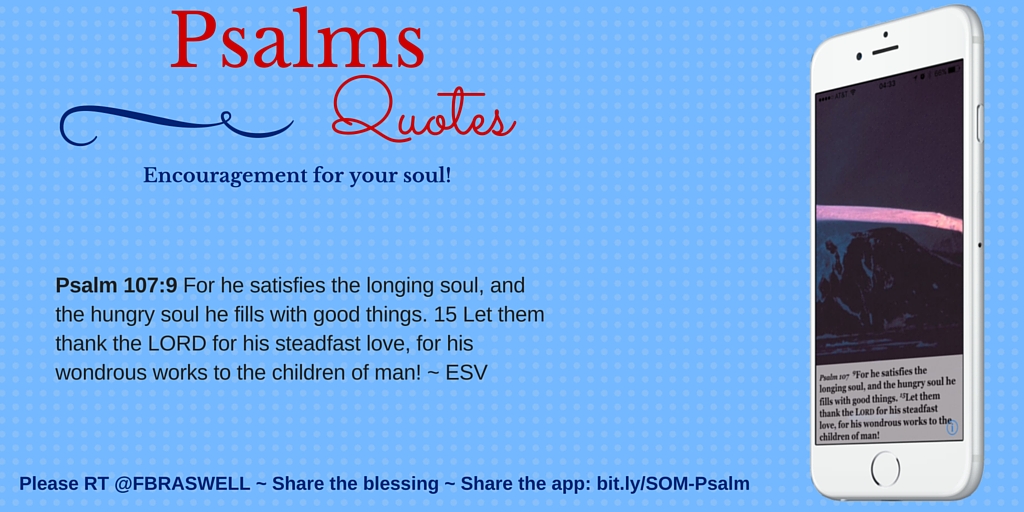 Psalms
Quotes
Encouragement for your soul!
Psalm 107:9 For he satisfies the longing soul, and
the hungry soul he fills with good things. 15 Let them
thank the LORD for his steadfast love, for his
wondrous works to the children of man! ~ ESV
Please RT @FBRASWELL ~ Share the blessing ~ Share the app: bit.ly/SOM-Psalm
AT&T 04:33
Psalm 107 ⁹For he satisfies the
longing soul, and the hungry soul he
fills with good things. ¹⁵Let them
thank the LORD for his steadfast
love, for his wondrous works to the
children of man!